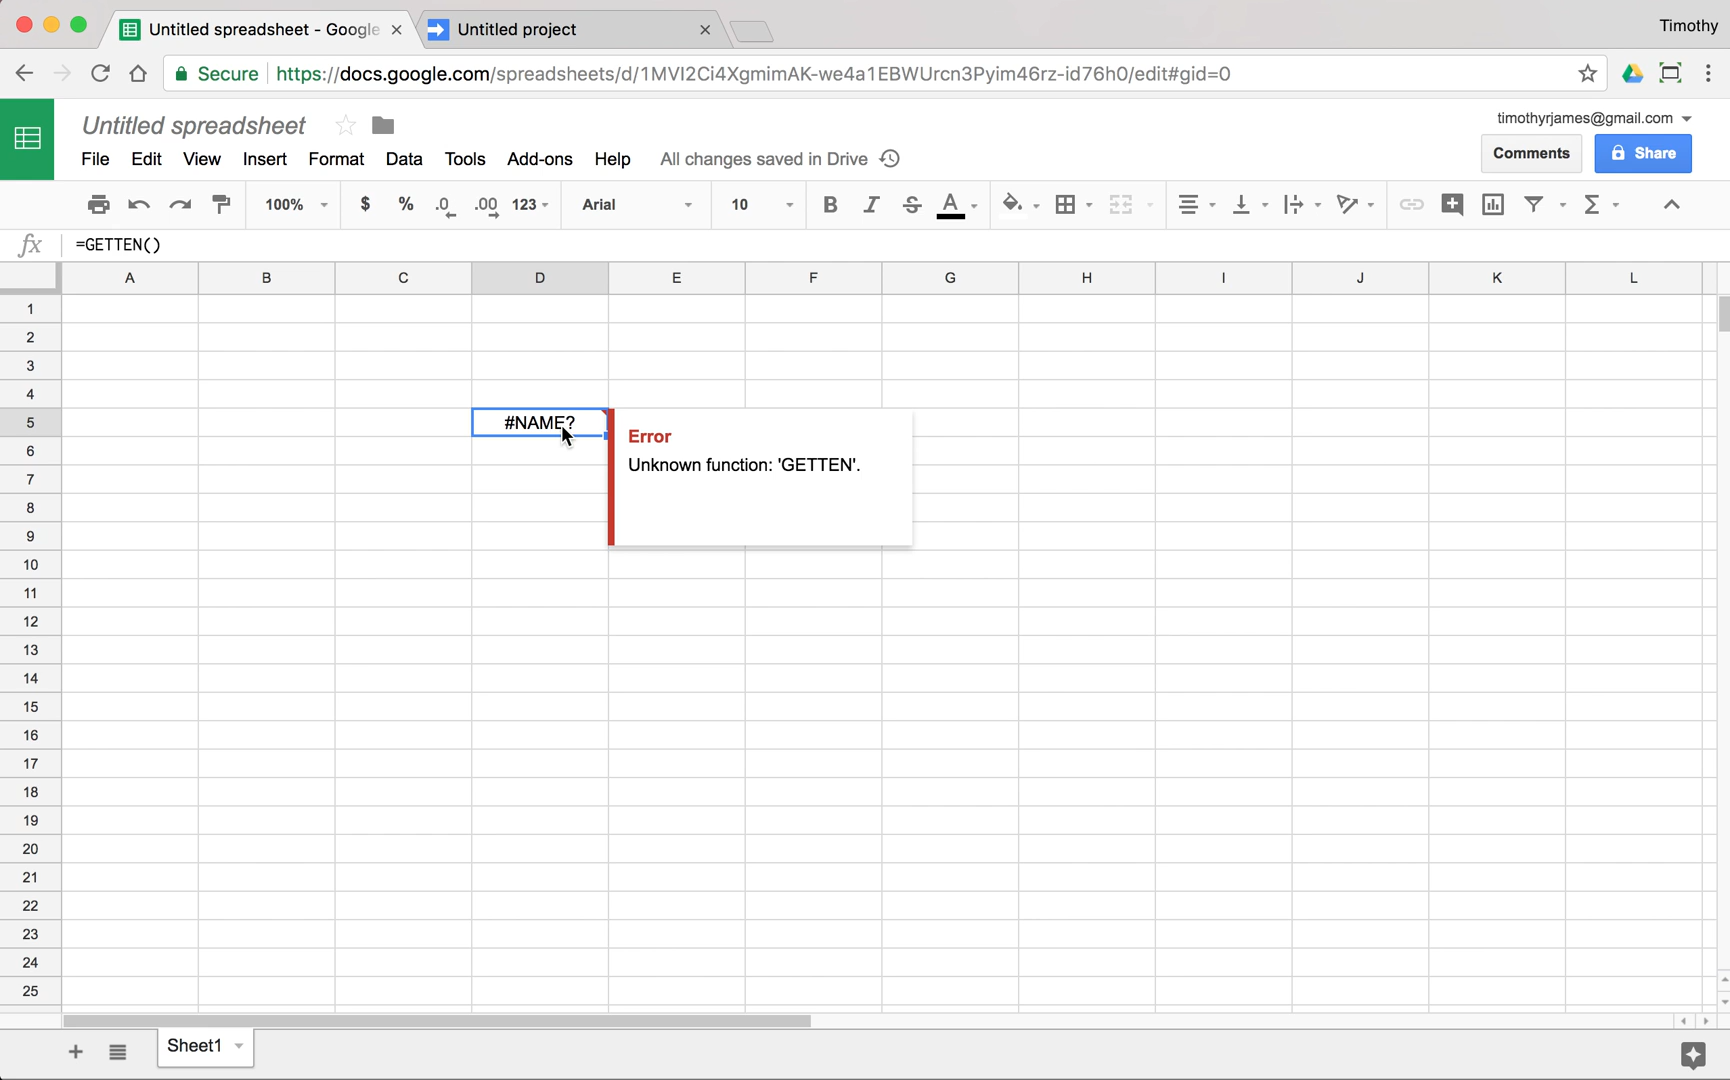 Untitled spreadsheet - Google
Untitled project
Timothy
Secure
https://docs.google.com/spreadsheets/d/1MVI2Ci4XgmimAK-we4a1EBWUrcn3Pyim46rz-id76h0/edit#gid=0
Untitled spreadsheet
timothyrjames@gmail.com
File Edit View Insert Format Data Tools Add-ons Help All changes saved in Drive
Comments
Share
100% $ % .0 .00 123 Arial 10 B I S A Σ
fx =GETTEN()
A B C D E F G H I J K L
1
2
3
4
5 #NAME?
Error
6
Unknown function: 'GETTEN'.
7
8
9
10
11
12
13
14
15
16
17
18
19
20
21
22
23
24
25
Sheet1